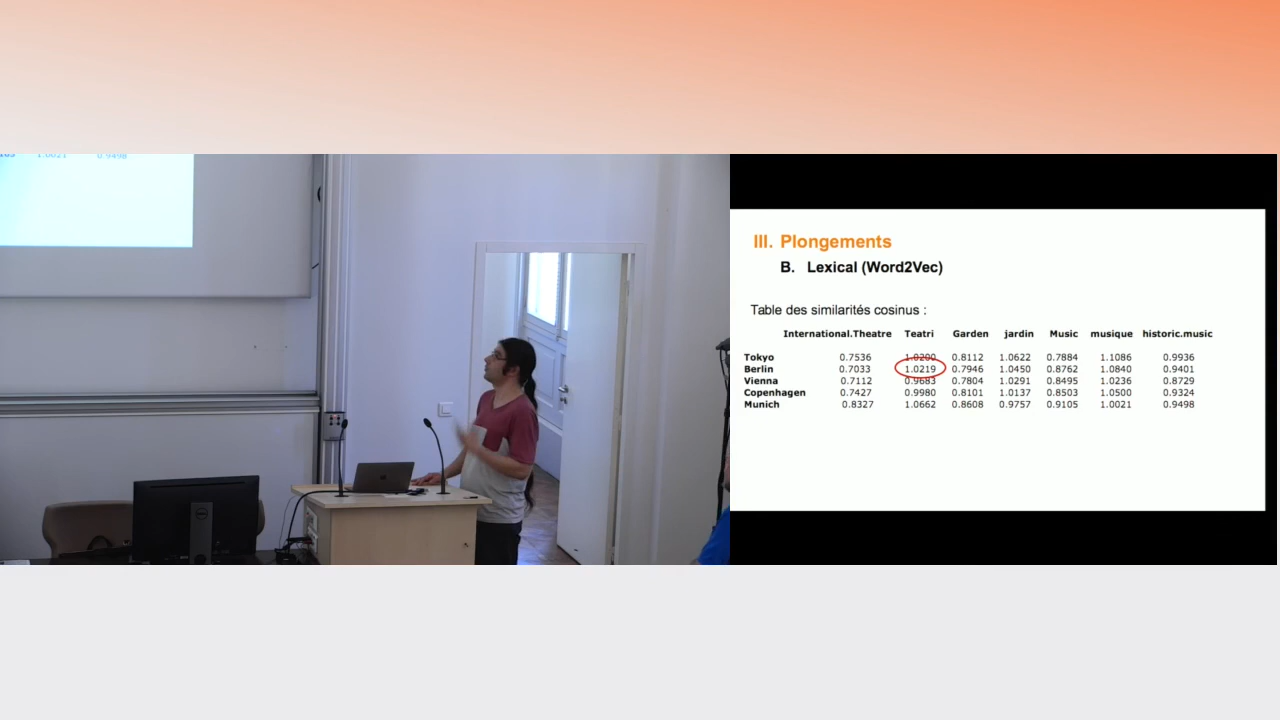 1.0021 0.9498
III. Plongements
B. Lexical (Word2Vec)
Table des similarités cosinus :
International.Theatre Teatri Garden jardin Music musique historic.music
Tokyo 0.7536 1.0200 0.8112 1.0622 0.7884 1.1086 0.9936
Berlin 0.7033 1.0219 0.7946 1.0450 0.8762 1.0840 0.9401
Vienna 0.7112 0.9683 0.7804 1.0291 0.8495 1.0236 0.8729
Copenhagen 0.7427 0.9980 0.8101 1.0137 0.8503 1.0500 0.9324
Munich 0.8327 1.0662 0.8608 0.9757 0.9105 1.0021 0.9498